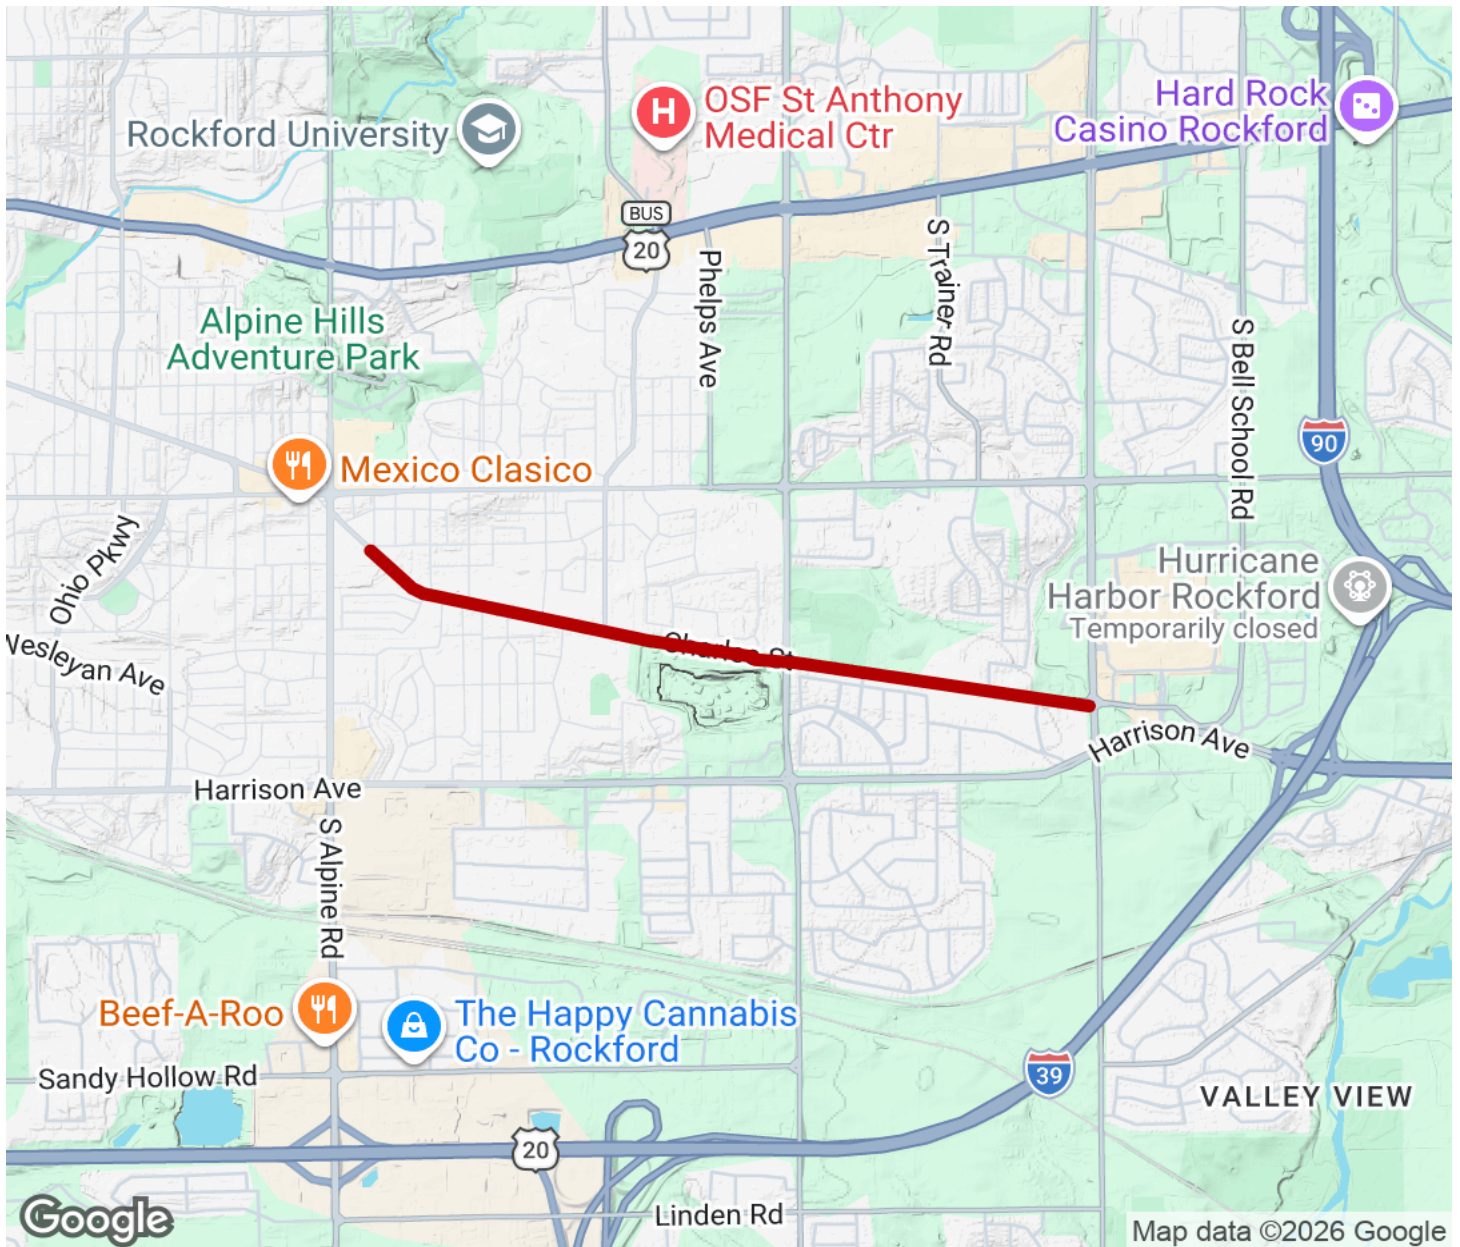 Hard Rock
Casino Rockford
OSF St Anthony
Medical Ctr
Rockford University
BUS
20
S Trainer Rd
Phelps Ave
Alpine Hills
Adventure Park
S Bell School Rd
90
Mexico Clasico
Ohio Pkwy
Hurricane
Harbor Rockford
Temporarily closed
Charles St
Wesleyan Ave
Harrison Ave
Harrison Ave
S Alpine Rd
Beef-A-Roo
The Happy Cannabis
Co - Rockford
Sandy Hollow Rd
39
VALLEY VIEW
20
Linden Rd
Google
Map data ©2026 Google